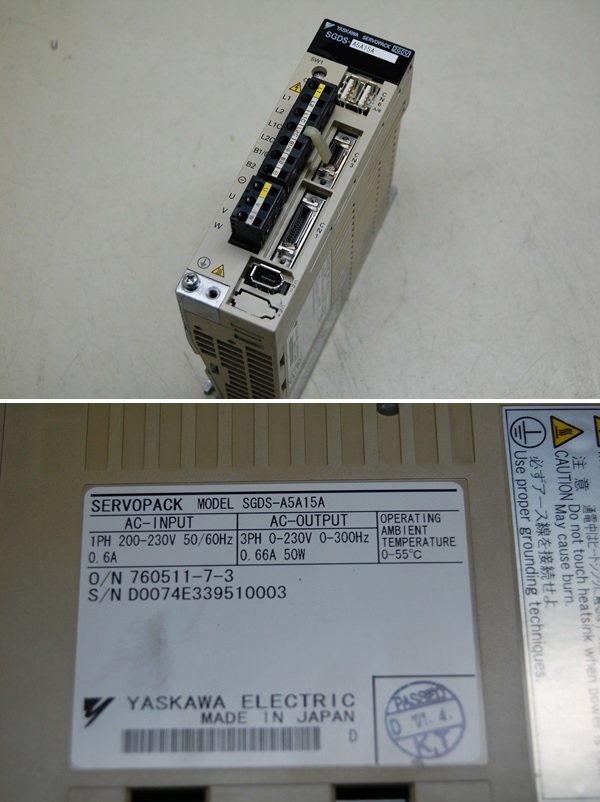 YASKAWA SERVOPACK 200V
SGDS-A5A15A
SW1
CN6
A B
L1
L2
L1C
L2C
B1/
B2
⊖
U
V
W
CN3
CN1
SERVOPACK MODEL SGDS-A5A15A
AC-INPUT
AC-OUTPUT
OPERATING
AMBIENT
TEMPERATURE
0-55°C
1PH 200-230V 50/60Hz
0.6A
3PH 0-230V 0-300Hz
0.66A 50W
O/N 760511-7-3
S/N D0074E339510003
YASKAWA ELECTRIC
MADE IN JAPAN
D
PASSED
D '07.4.
K.T
注意
CAUTION
通電中はヒートシンクに触
Do not touch heatsink when power is
May cause burn.
必ずアース線を接続せよ
Use proper grounding techniques.